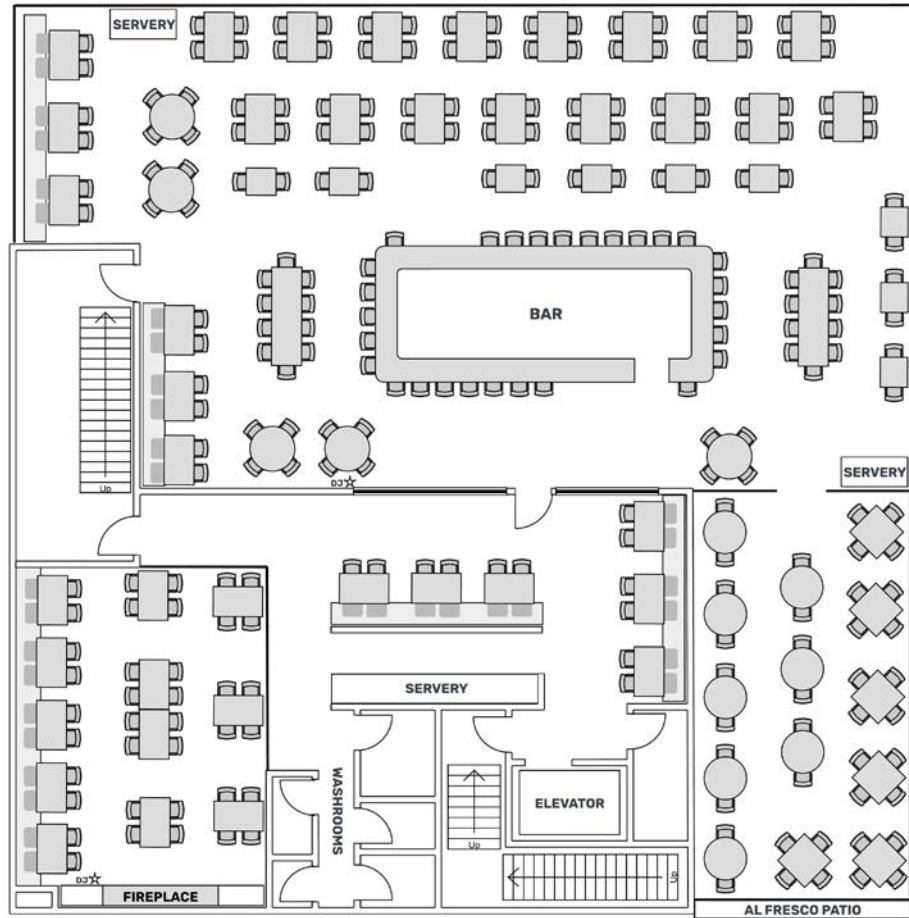 SERVERY
BAR
Up
DJ
SERVERY
SERVERY
WASHROOMS
ELEVATOR
Up
Up
DJ
FIREPLACE
AL FRESCO PATIO